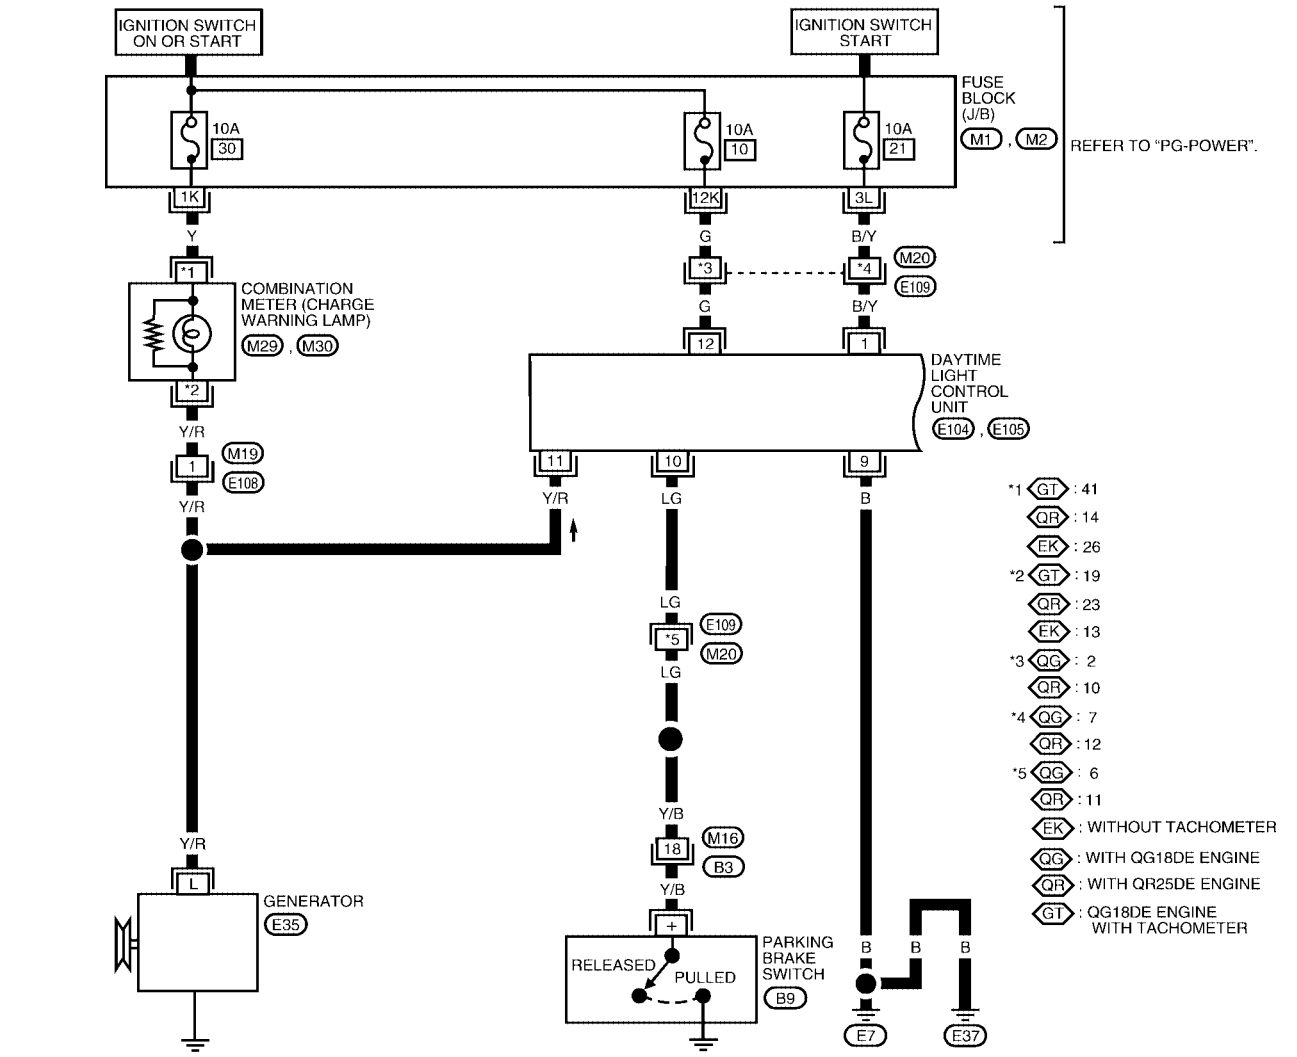 IGNITION SWITCH
ON OR START
IGNITION SWITCH
START
FUSE
BLOCK
(J/B)
M1 , M2
REFER TO “PG-POWER”.
10A
30
10A
10
10A
21
1K
12K
3L
Y
G
B/Y
*1
*3
*4
M20
E109
COMBINATION
METER (CHARGE
WARNING LAMP)
M29 , M30
G
B/Y
12
1
DAYTIME
LIGHT
CONTROL
UNIT
E104 , E105
*2
Y/R
1
M19
E108
Y/R
11
10
9
Y/R
LG
B
LG
*5
E109
M20
LG
Y/B
18
M16
B3
Y/B
Y/R
L
GENERATOR
E35
+
RELEASED
PULLED
PARKING
BRAKE
SWITCH
B9
B
B
B
E7
E37
*1 GT : 41
QR : 14
EK : 26
*2 GT : 19
QR : 23
EK : 13
*3 QG : 2
QR : 10
*4 QG : 7
QR : 12
*5 QG : 6
QR : 11
EK : WITHOUT TACHOMETER
QG : WITH QG18DE ENGINE
QR : WITH QR25DE ENGINE
GT : QG18DE ENGINE
WITH TACHOMETER